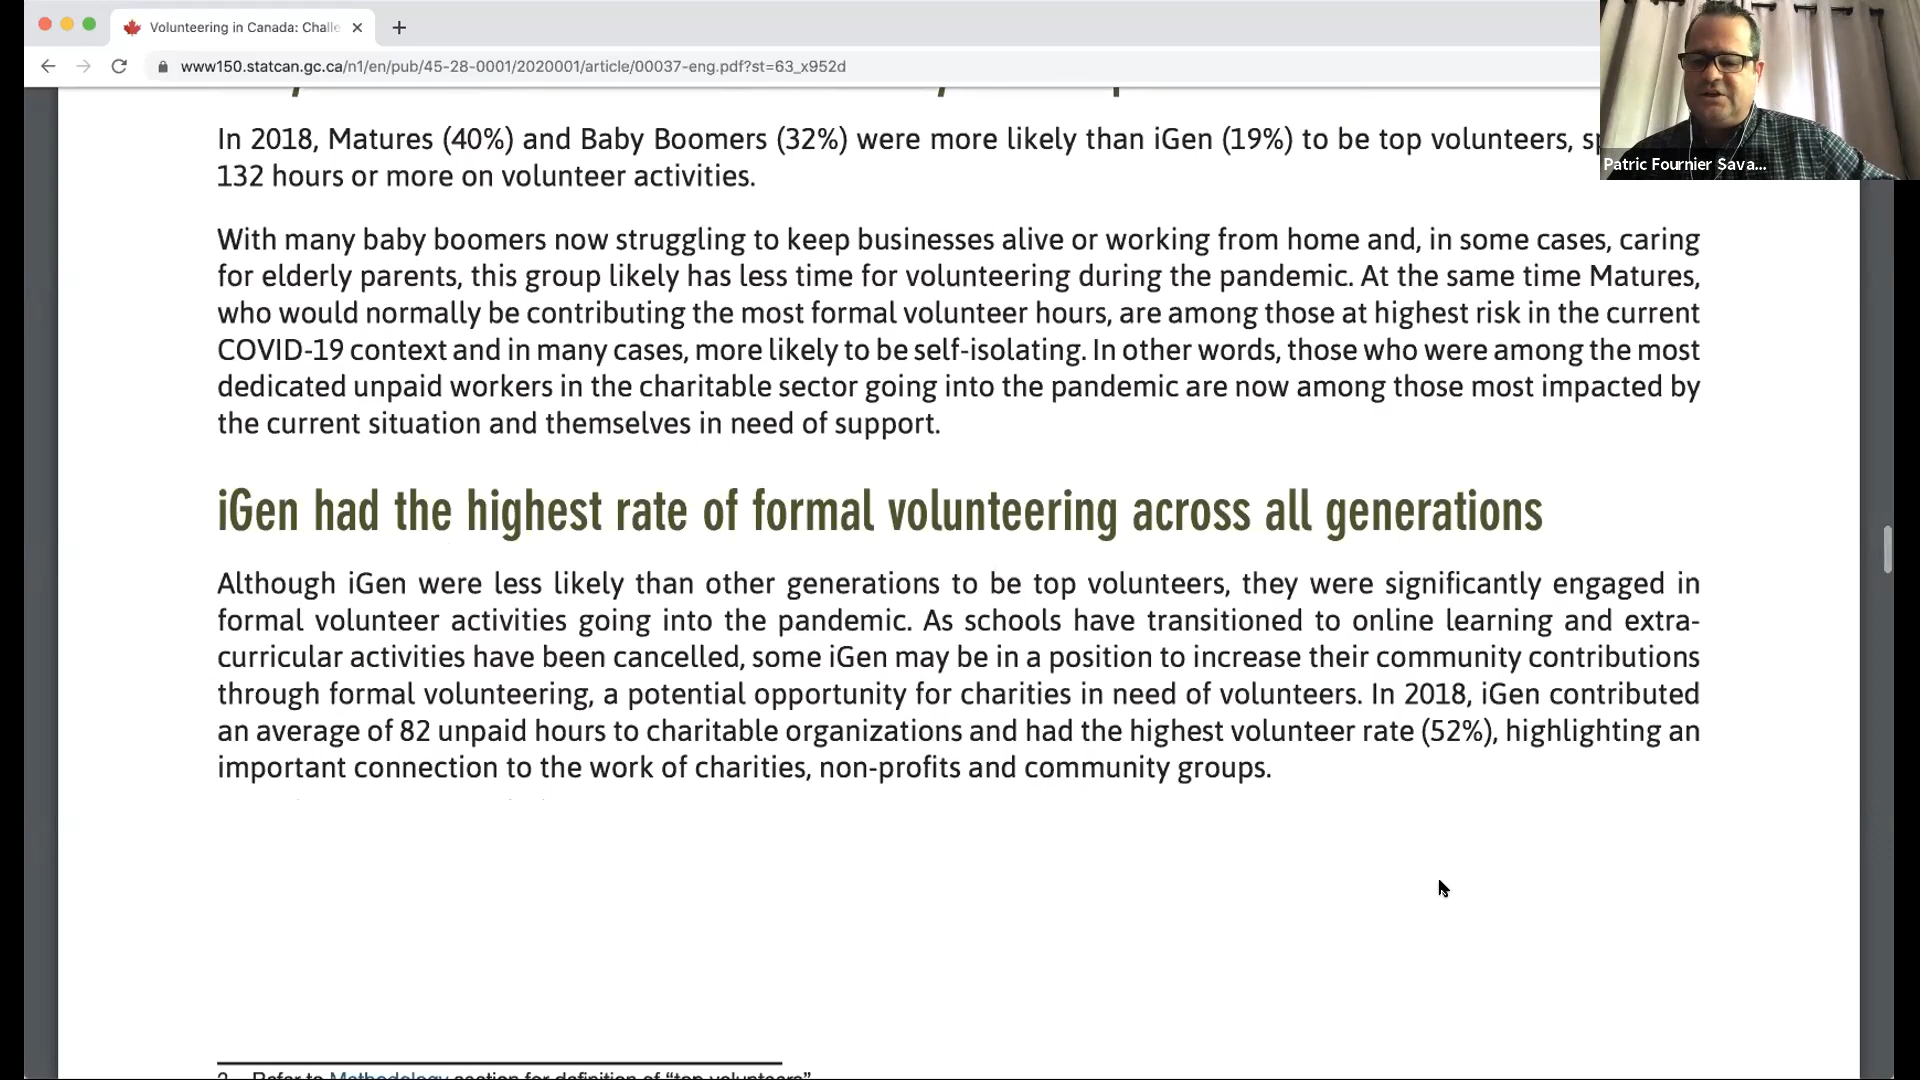 Volunteering in Canada: Challe
www150.statcan.gc.ca/n1/en/pub/45-28-0001/2020001/article/00037-eng.pdf?st=63_x952d
Patric Fournier Sava...
In 2018, Matures (40%) and Baby Boomers (32%) were more likely than iGen (19%) to be top volunteers,
132 hours or more on volunteer activities.
With many baby boomers now struggling to keep businesses alive or working from home and, in some cases, caring
for elderly parents, this group likely has less time for volunteering during the pandemic. At the same time Matures,
who would normally be contributing the most formal volunteer hours, are among those at highest risk in the current
COVID-19 context and in many cases, more likely to be self-isolating. In other words, those who were among the most
dedicated unpaid workers in the charitable sector going into the pandemic are now among those most impacted by
the current situation and themselves in need of support.
iGen had the highest rate of formal volunteering across all generations
Although iGen were less likely than other generations to be top volunteers, they were significantly engaged in
formal volunteer activities going into the pandemic. As schools have transitioned to online learning and extra-
curricular activities have been cancelled, some iGen may be in a position to increase their community contributions
through formal volunteering, a potential opportunity for charities in need of volunteers. In 2018, iGen contributed
an average of 82 unpaid hours to charitable organizations and had the highest volunteer rate (52%), highlighting an
important connection to the work of charities, non-profits and community groups.
Refer to Methodology section for definition of "top volunteers"